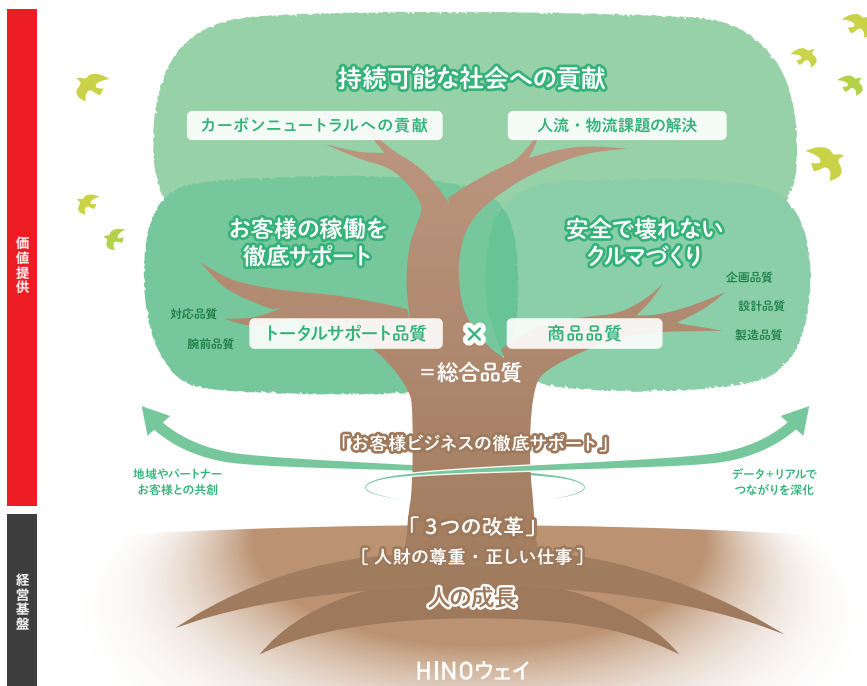 価値提供
持続可能な社会への貢献
カーボンニュートラルへの貢献
人流・物流課題の解決
お客様の稼働を
徹底サポート
安全で壊れない
クルマづくり
対応品質
腕前品質
トータルサポート品質
×
商品品質
企画品質
設計品質
製造品質
=総合品質
「お客様ビジネスの徹底サポート」
地域やパートナー
お客様との共創
データ+リアルで
つながりを深化
経営基盤
「3つの改革」
[人財の尊重・正しい仕事]
人の成長
HINOウェイ